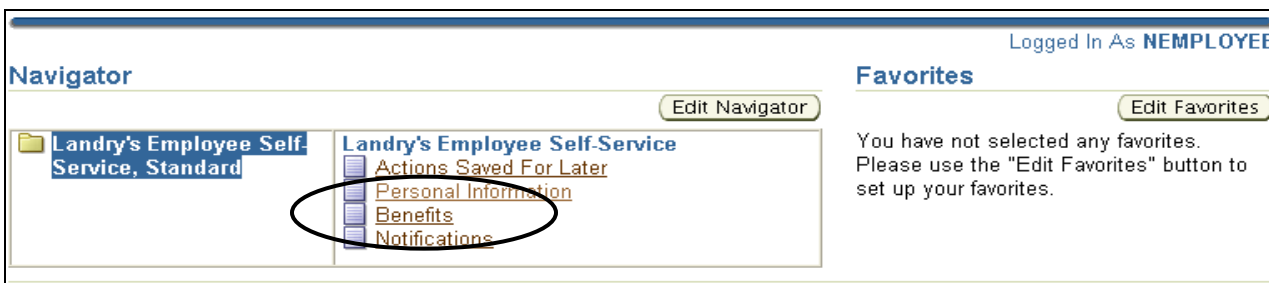 Logged In As NEMPLOYEE
Navigator
Edit Navigator
Landry's Employee Self-
Service, Standard
Landry's Employee Self-Service
Actions Saved For Later
Personal Information
Benefits
Notifications
Favorites
Edit Favorites
You have not selected any favorites.
Please use the "Edit Favorites" button to
set up your favorites.